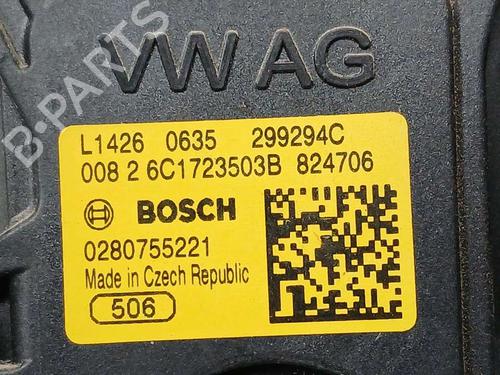 VW AG
L1426 0635 299294C
008 2 6C1723503B 824706
BOSCH
0280755221
Made in Czech Republic
506
B-PARTS